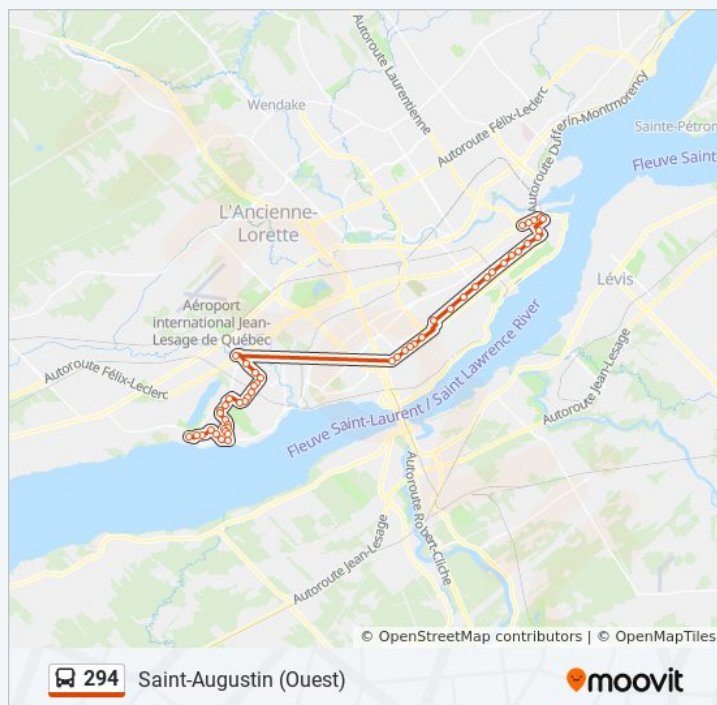 Wendake
Autoroute Laurentienne
Autoroute Félix-Leclerc
Autoroute Dufferin-Montmorency
Sainte-Pétron
Fleuve Saint
L'Ancienne-
Lorette
Lévis
Aéroport
international Jean-
Lesage de Québec
Autoroute Félix-Leclerc
Fleuve Saint-Laurent / Saint Lawrence River
Autoroute Jean-Lesage
Autoroute Robert-Cliche
Autoroute Jean-Lesage
© OpenStreetMap contributors | © OpenMapTiles
294 Saint-Augustin (Ouest)
moovit